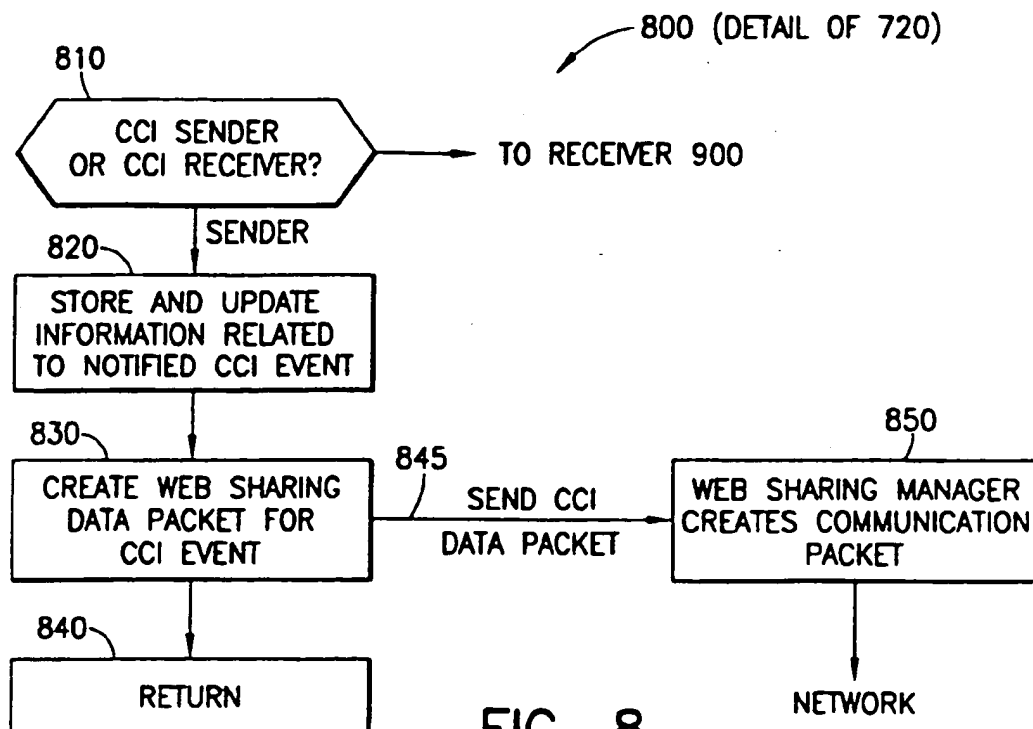 800 (DETAIL OF 720)
810
CCI SENDER
OR CCI RECEIVER?
TO RECEIVER 900
SENDER
820
STORE AND UPDATE
INFORMATION RELATED
TO NOTIFIED CCI EVENT
830
CREATE WEB SHARING
DATA PACKET FOR
CCI EVENT
845
SEND CCI
DATA PACKET
850
WEB SHARING MANAGER
CREATES COMMUNICATION
PACKET
840
RETURN
NETWORK
FIG. 8